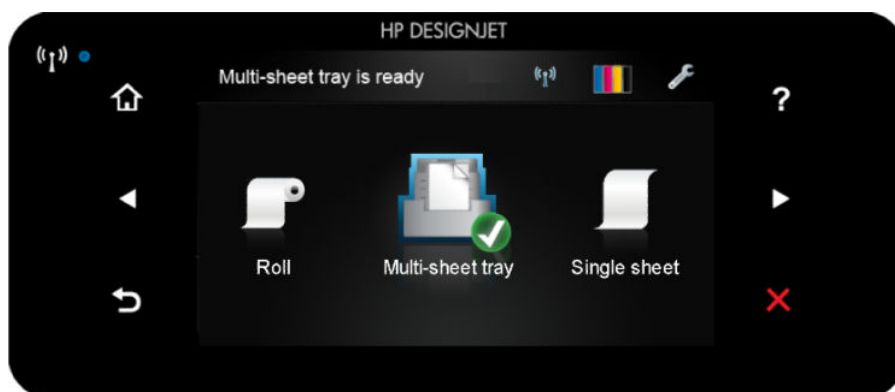 HP DESIGNJET
Multi-sheet tray is ready
?
Roll
Multi-sheet tray
Single sheet